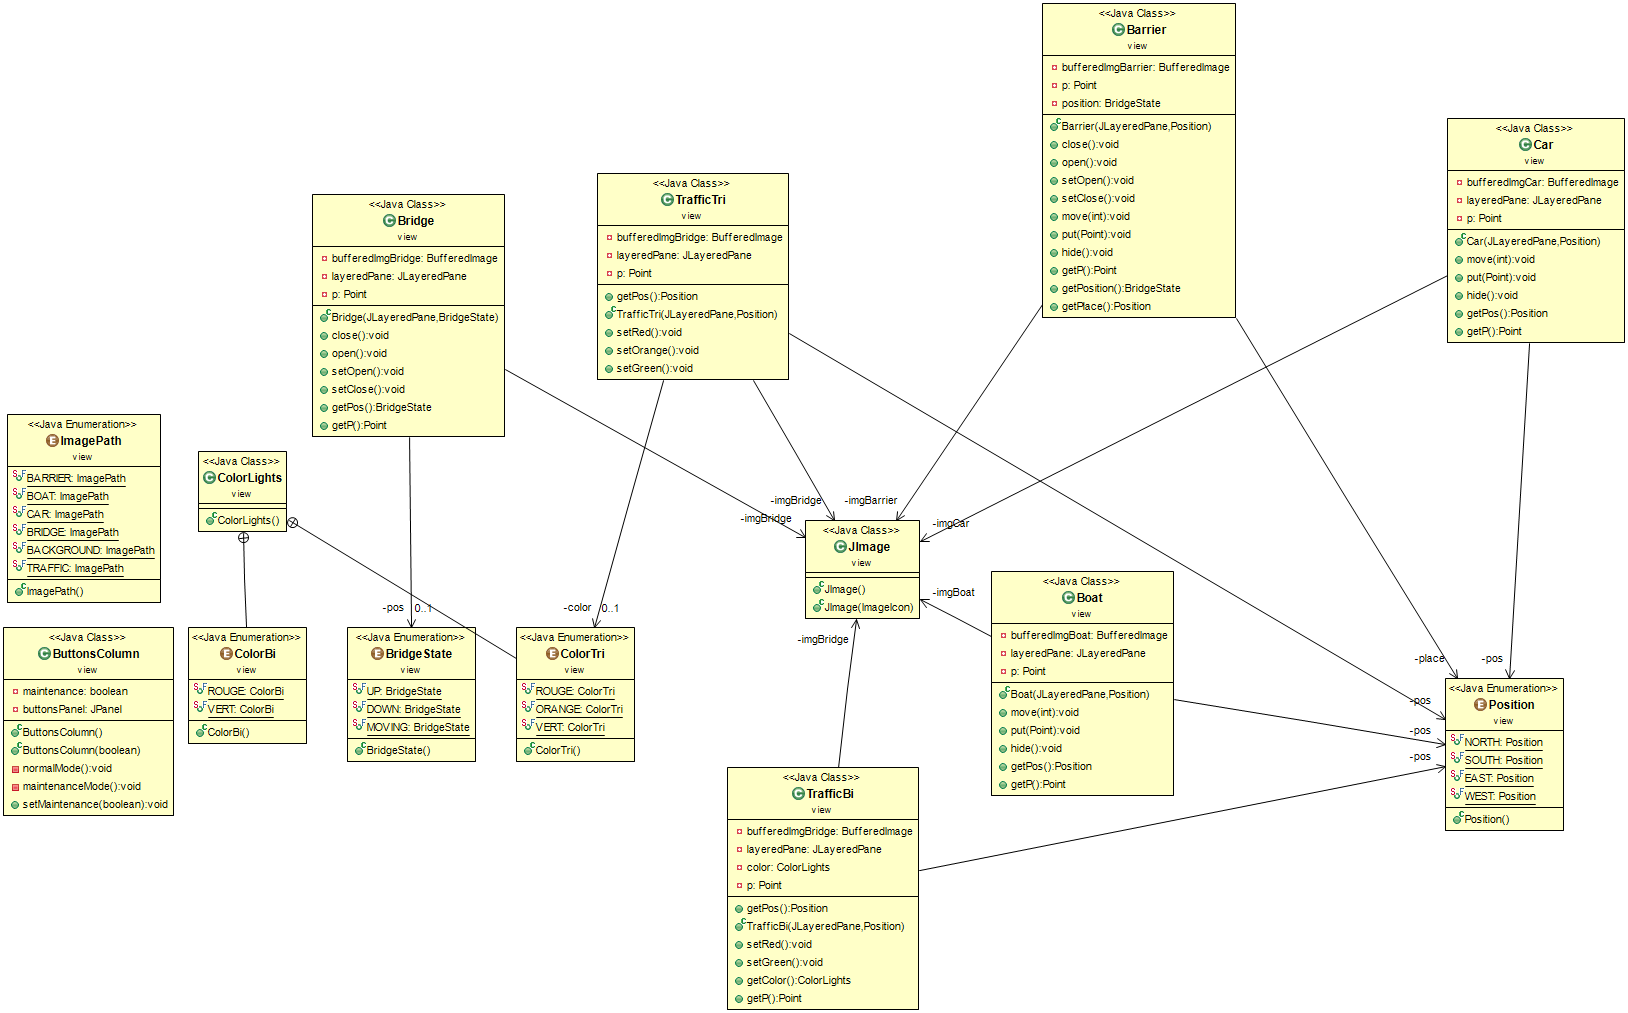 <<Java Class>>
Barrier
view
bufferedImgBarrier: BufferedImage
p: Point
position: BridgeState
Barrier(JLayeredPane,Position)
close():void
open():void
setOpen():void
setClose():void
move(int):void
put(Point):void
hide():void
getP():Point
getPosition():BridgeState
getPlace():Position
<<Java Class>>
Car
view
bufferedImgCar: BufferedImage
layeredPane: JLayeredPane
p: Point
Car(JLayeredPane,Position)
move(int):void
put(Point):void
hide():void
getPos():Position
getP():Point
<<Java Class>>
TrafficTri
view
bufferedImgBridge: BufferedImage
layeredPane: JLayeredPane
p: Point
getPos():Position
TrafficTri(JLayeredPane,Position)
setRed():void
setOrange():void
setGreen():void
<<Java Class>>
Bridge
view
bufferedImgBridge: BufferedImage
layeredPane: JLayeredPane
p: Point
Bridge(JLayeredPane,BridgeState)
close():void
open():void
setOpen():void
setClose():void
getPos():BridgeState
getP():Point
<<Java Enumeration>>
ImagePath
view
BARRIER: ImagePath
BOAT: ImagePath
CAR: ImagePath
BRIDGE: ImagePath
BACKGROUND: ImagePath
TRAFFIC: ImagePath
ImagePath()
<<Java Class>>
ColorLights
view
ColorLights()
-imgBridge
-imgBarrier
-imgBridge
-imgCar
<<Java Class>>
JImage
view
JImage()
JImage(ImageIcon)
-imgBoat
-imgBridge
<<Java Class>>
Boat
view
bufferedImgBoat: BufferedImage
layeredPane: JLayeredPane
p: Point
Boat(JLayeredPane,Position)
move(int):void
put(Point):void
hide():void
getPos():Position
getP():Point
-pos 0..1
-color 0..1
<<Java Class>>
ButtonsColumn
view
maintenance: boolean
buttonsPanel: JPanel
ButtonsColumn()
ButtonsColumn(boolean)
normalMode():void
maintenanceMode():void
setMaintenance(boolean):void
<<Java Enumeration>>
ColorBi
view
ROUGE: ColorBi
VERT: ColorBi
ColorBi()
<<Java Enumeration>>
BridgeState
view
UP: BridgeState
DOWN: BridgeState
MOVING: BridgeState
BridgeState()
<<Java Enumeration>>
ColorTri
view
ROUGE: ColorTri
ORANGE: ColorTri
VERT: ColorTri
ColorTri()
-place
-pos
-pos
-pos
-pos
<<Java Enumeration>>
Position
view
NORTH: Position
SOUTH: Position
EAST: Position
WEST: Position
Position()
<<Java Class>>
TrafficBi
view
bufferedImgBridge: BufferedImage
layeredPane: JLayeredPane
color: ColorLights
p: Point
getPos():Position
TrafficBi(JLayeredPane,Position)
setRed():void
setGreen():void
getColor():ColorLights
getP():Point